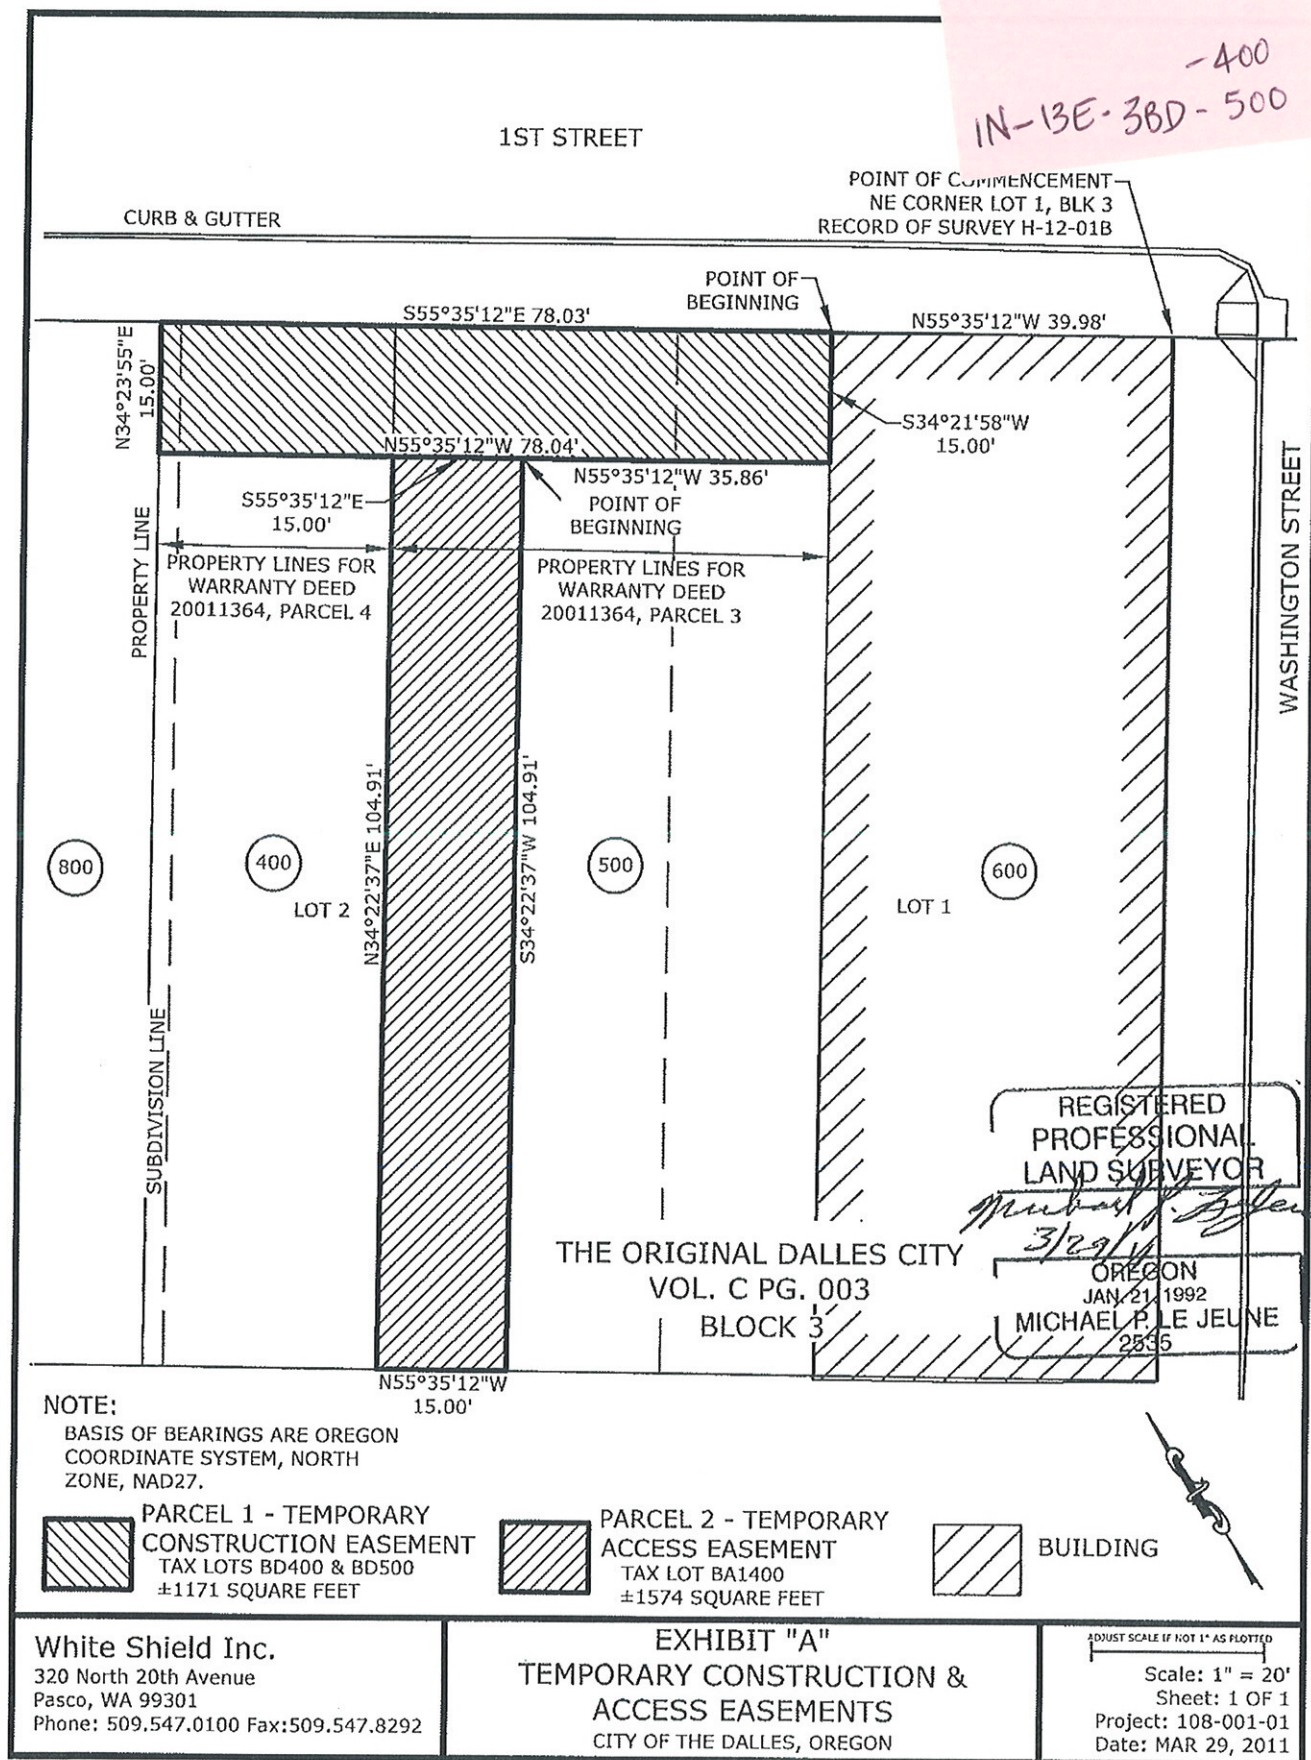 -400
1N-13E-3BD-500
1ST STREET
POINT OF COMMENCEMENT
NE CORNER LOT 1, BLK 3
RECORD OF SURVEY H-12-01B
CURB & GUTTER
POINT OF
BEGINNING
S55°35'12"E 78.03'
N55°35'12"W 39.98'
N34°23'55"E
15.00'
S34°21'58"W
15.00'
N55°35'12"W 78.04'
N55°35'12"W 35.86'
S55°35'12"E
15.00'
POINT OF
BEGINNING
WASHINGTON STREET
PROPERTY LINE
PROPERTY LINES FOR
WARRANTY DEED
20011364, PARCEL 4
PROPERTY LINES FOR
WARRANTY DEED
20011364, PARCEL 3
N34°22'37"E 104.91'
S34°22'37"W 104.91'
800
400
500
600
LOT 2
LOT 1
SUBDIVISION LINE
REGISTERED
PROFESSIONAL
LAND SURVEYOR
3/29/11
OREGON
JAN. 21, 1992
MICHAEL P. LE JEUNE
2535
THE ORIGINAL DALLES CITY
VOL. C PG. 003
BLOCK 3
N55°35'12"W
15.00'
NOTE:
BASIS OF BEARINGS ARE OREGON
COORDINATE SYSTEM, NORTH
ZONE, NAD27.
PARCEL 1 - TEMPORARY
CONSTRUCTION EASEMENT
TAX LOTS BD400 & BD500
±1171 SQUARE FEET
PARCEL 2 - TEMPORARY
ACCESS EASEMENT
TAX LOT BA1400
±1574 SQUARE FEET
BUILDING
White Shield Inc.
320 North 20th Avenue
Pasco, WA 99301
Phone: 509.547.0100 Fax:509.547.8292
EXHIBIT "A"
TEMPORARY CONSTRUCTION &
ACCESS EASEMENTS
CITY OF THE DALLES, OREGON
ADJUST SCALE IF NOT 1" AS PLOTTED
Scale: 1" = 20'
Sheet: 1 OF 1
Project: 108-001-01
Date: MAR 29, 2011